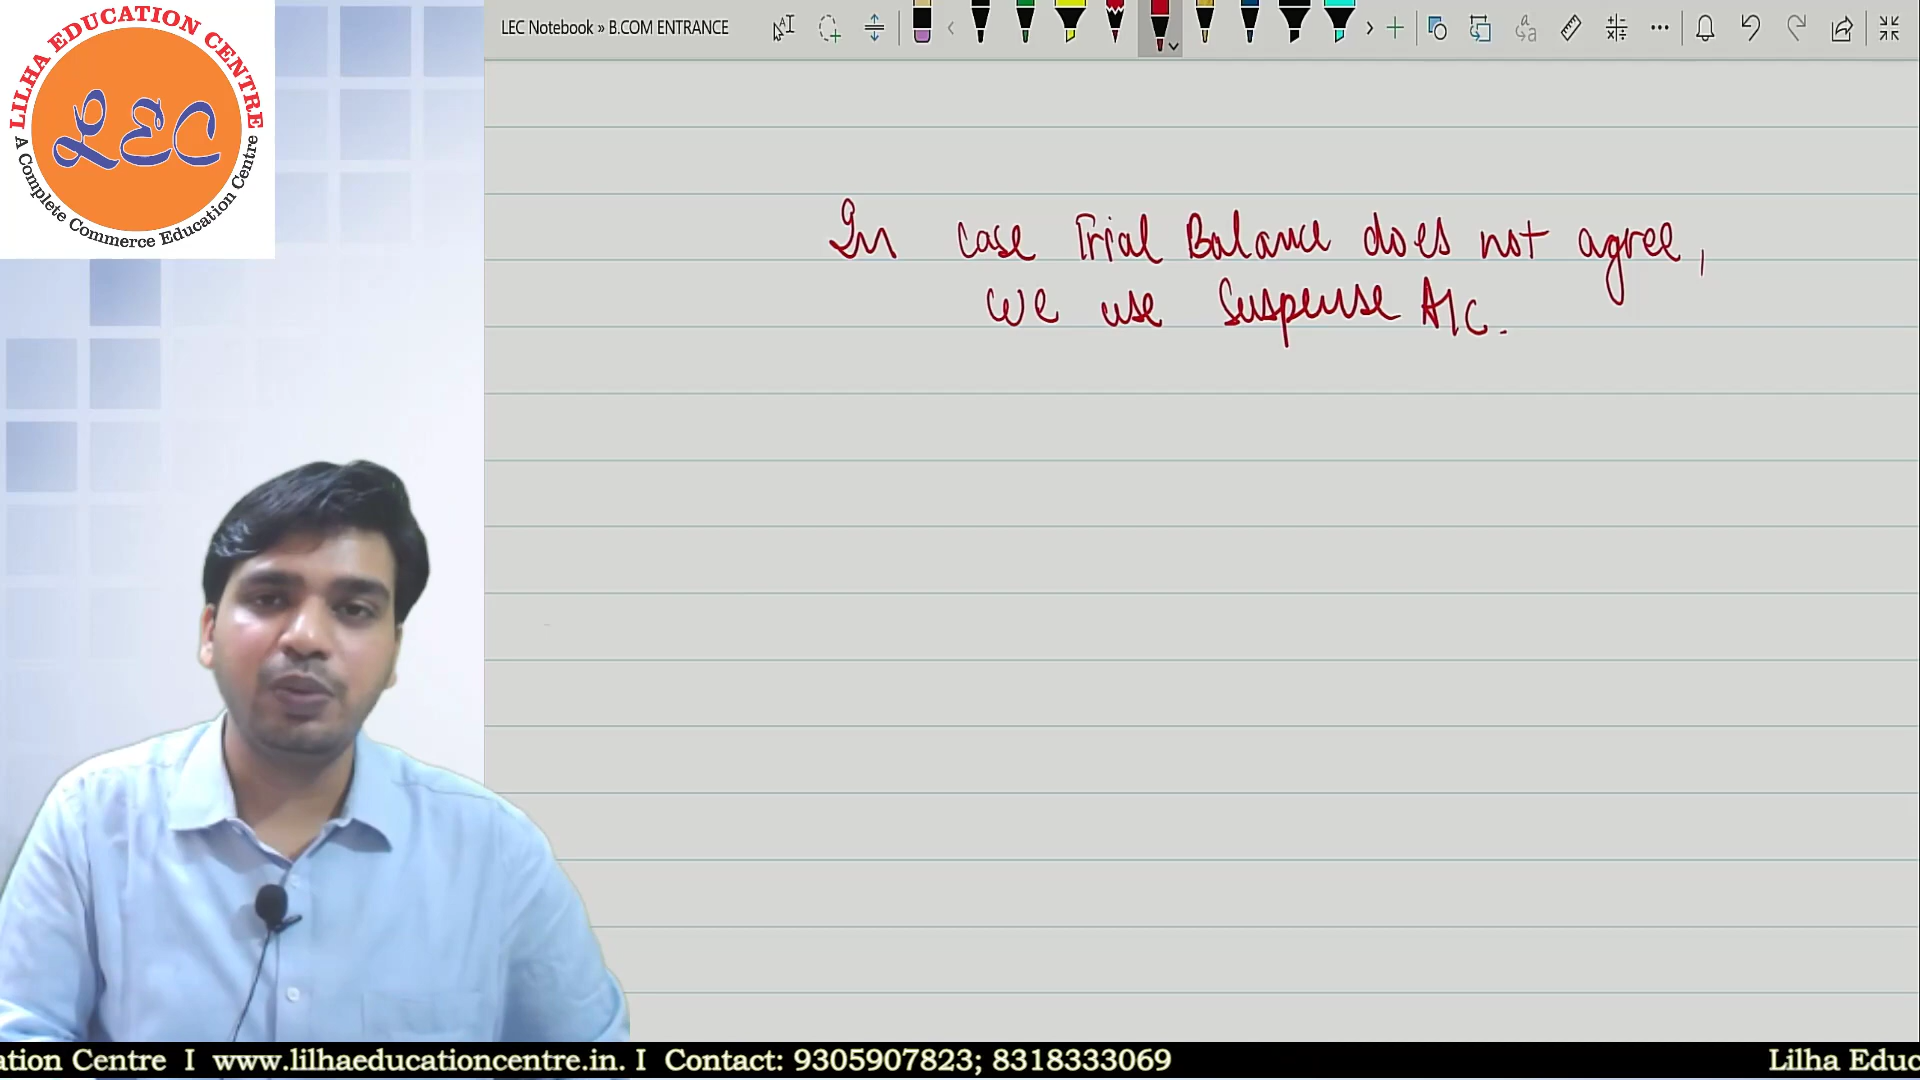 LILHA EDUCATION CENTRE
LEC
A Complete Commerce Education Centre
LEC Notebook » B.COM ENTRANCE
In case Trial Balance does not agree,
we use Suspense A/C.
ation Centre I www.lilhaeducationcentre.in. I Contact: 9305907823; 8318333069
Lilha Educ